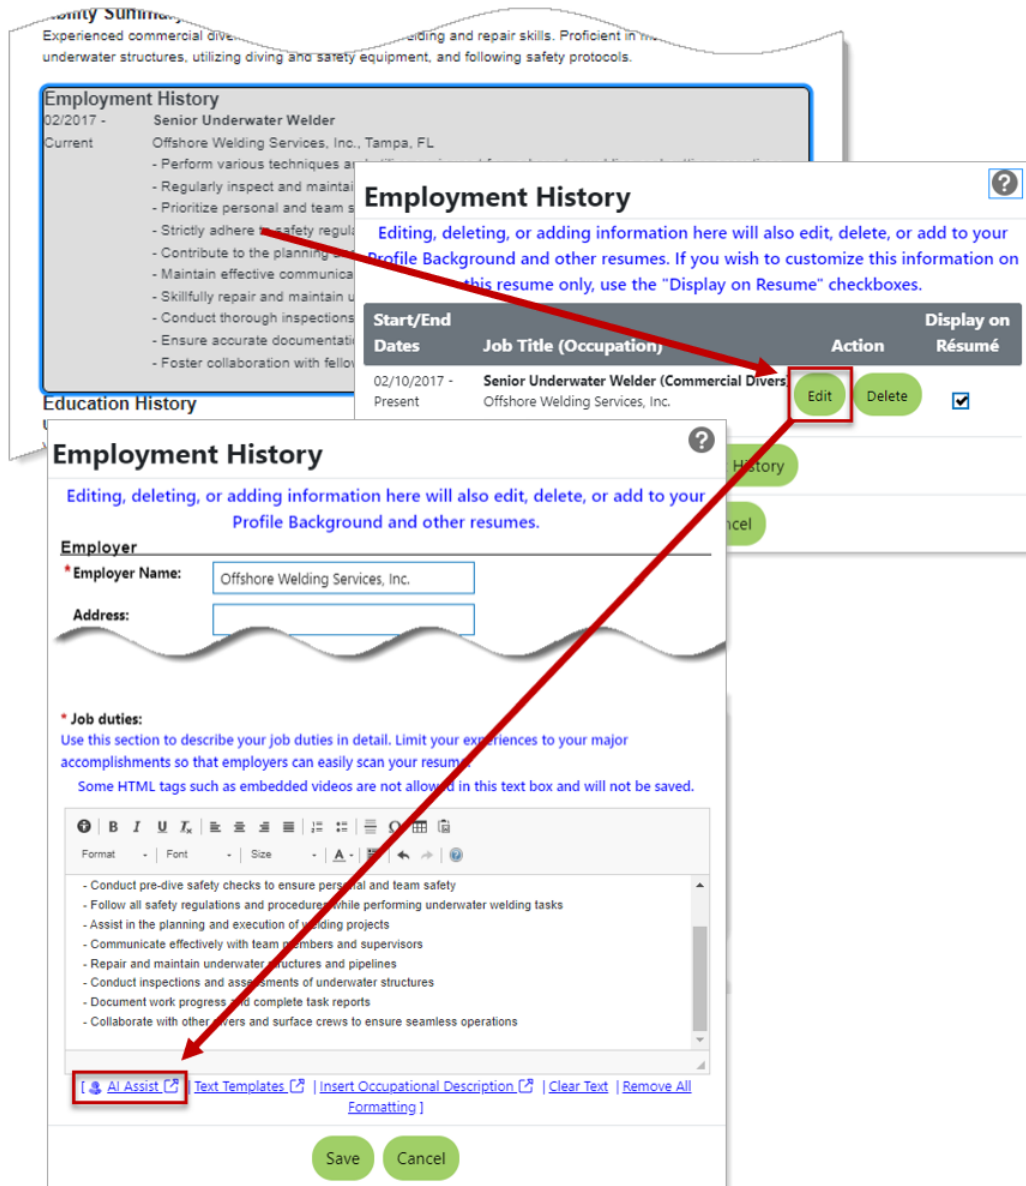 Ability Summary
Experienced commercial dive
elding and repair skills. Proficient in
underwater structures, utilizing diving and safety equipment, and following safety protocols.
Employment History
02/2017 - Senior Underwater Welder
Current Offshore Welding Services, Inc., Tampa, FL
- Perform various techniques
- Regularly inspect and maintai
- Prioritize personal and team s
- Strictly adhere to safety regula
- Contribute to the planning
- Maintain effective communica
- Skillfully repair and maintain u
- Conduct thorough inspections
- Ensure accurate documentati
- Foster collaboration with fellov
Education History
Employment History
Editing, deleting, or adding information here will also edit, delete, or add to your
Profile Background and other resumes. If you wish to customize this information on
this resume only, use the "Display on Resume" checkboxes.
Start/End Dates Job Title (Occupation) Action Display on Résumé
02/10/2017 - Senior Underwater Welder (Commercial Divers)
Present Offshore Welding Services, Inc.
Edit Delete
History
ncel
Employment History
Editing, deleting, or adding information here will also edit, delete, or add to your
Profile Background and other resumes.
Employer
* Employer Name: Offshore Welding Services, Inc.
Address:
* Job duties:
Use this section to describe your job duties in detail. Limit your experiences to your major
accomplishments so that employers can easily scan your resume.
Some HTML tags such as embedded videos are not allowed in this text box and will not be saved.
B I U Tx
Format Font Size A
- Conduct pre-dive safety checks to ensure personal and team safety
- Follow all safety regulations and procedures while performing underwater welding tasks
- Assist in the planning and execution of welding projects
- Communicate effectively with team members and supervisors
- Repair and maintain underwater structures and pipelines
- Conduct inspections and assessments of underwater structures
- Document work progress and complete task reports
- Collaborate with other divers and surface crews to ensure seamless operations
[ AI Assist | Text Templates | Insert Occupational Description | Clear Text | Remove All
Formatting ]
Save Cancel